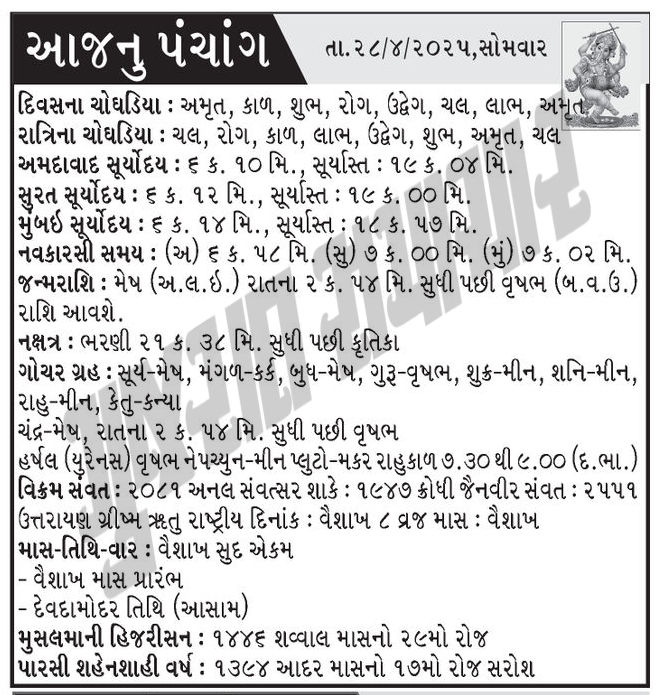 આજનુ પંચાંગ
તા.૨૮/૪/૨૦૨૫,સોમવાર
દિવસના ચોઘડિયા : અમૃત, કાળ, શુભ, રોગ, ઉદ્વેગ, ચલ, લાભ, અમૃત
રાત્રિના ચોઘડિયા : ચલ, રોગ, કાળ, લાભ, ઉદ્વેગ, શુભ, અમૃત, ચલ
અમદાવાદ સૂર્યોદય : ૬ ક. ૧૦ મિ., સૂર્યાસ્ત : ૧૯ ક. ૦૪ મિ.
સુરત સૂર્યોદય : ૬ ક. ૧૨ મિ., સૂર્યાસ્ત : ૧૯ ક. ૦૦ મિ.
મુંબઇ સૂર્યોદય : ૬ ક. ૧૪ મિ., સૂર્યાસ્ત : ૧૮ ક. ૫૭ મિ.
નવકારસી સમય : (અ) ૬ ક. ૫૮ મિ. (સુ) ૭ ક. ૦૦ મિ. (મું) ૭ ક. ૦૨ મિ.
જન્મરાશિ : મેષ (અ.લ.ઇ.) રાતના ૨ ક. ૫૪ મિ. સુધી પછી વૃષભ (બ.વ.ઉ.)
રાશિ આવશે.
નક્ષત્ર : ભરણી ૨૧ ક. ૩૮ મિ. સુધી પછી કૃતિકા
ગોચર ગ્રહ : સૂર્ય-મેષ, મંગળ-કર્ક, બુધ-મેષ, ગુરૂ-વૃષભ, શુક્ર-મીન, શનિ-મીન,
રાહુ-મીન, કેતુ-કન્યા
ચંદ્ર-મેષ, રાતના ૨ ક. ૫૪ મિ. સુધી પછી વૃષભ
હર્ષલ (યુરેનસ) વૃષભ નેપચ્યુન-મીન પ્લુટો-મકર રાહુકાળ ૭.૩૦ થી ૯.૦૦ (દ.ભા.)
વિક્રમ સંવત : ૨૦૮૧ અનલ સંવત્સર શાકે : ૧૯૪૭ ક્રોધી જૈનવીર સંવત : ૨૫૫૧
ઉત્તરાયણ ગ્રીષ્મ ઋતુ રાષ્ટ્રીય દિનાંક : વૈશાખ ૮ વ્રજ માસ : વૈશાખ
માસ-તિથિ-વાર : વૈશાખ સુદ એકમ
- વૈશાખ માસ પ્રારંભ
- દેવદામોદર તિથિ (આસામ)
મુસલમાની હિજરીસન : ૧૪૪૬ શવ્વાલ માસનો ૨૯મો રોજ
પારસી શહેનશાહી વર્ષ : ૧૩૯૪ આદર માસનો ૧૭મો રોજ સરોશ
ગુજરાત સમાચાર